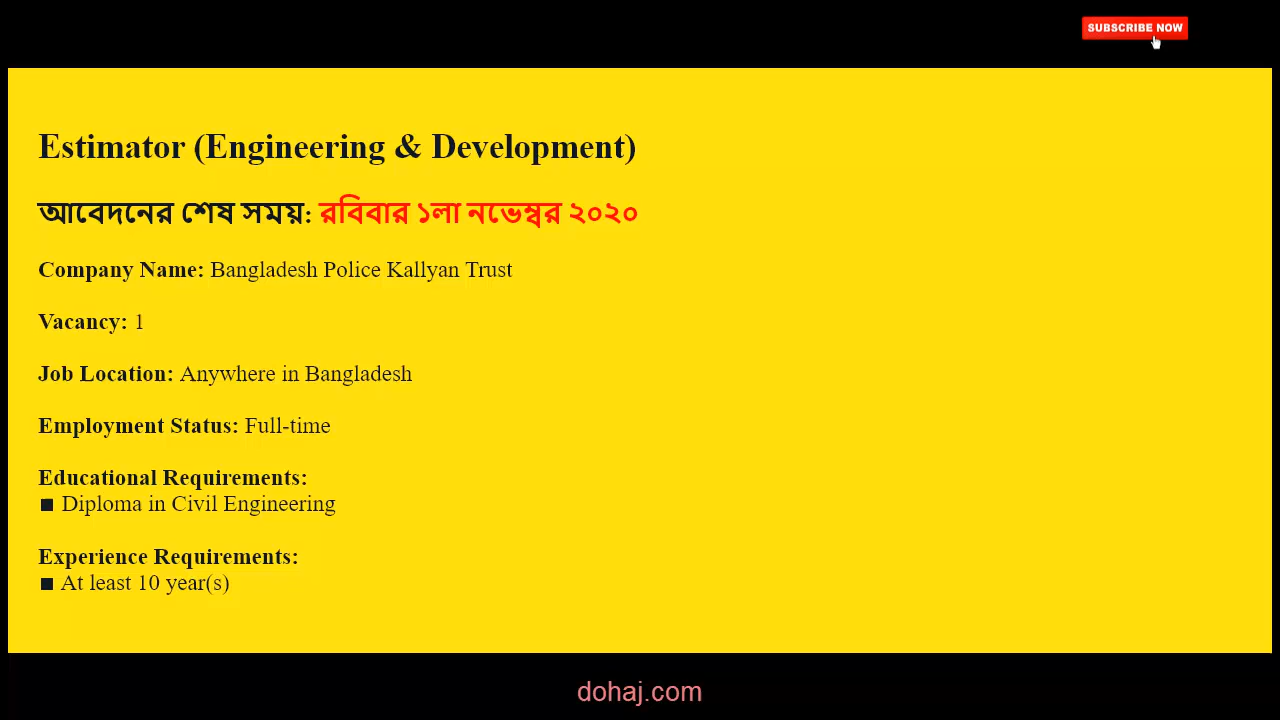 SUBSCRIBE NOW
Estimator (Engineering & Development)
আবেদনের শেষ সময়: রবিবার ১লা নভেম্বর ২০২০
Company Name: Bangladesh Police Kallyan Trust
Vacancy: 1
Job Location: Anywhere in Bangladesh
Employment Status: Full-time
Educational Requirements:
■ Diploma in Civil Engineering
Experience Requirements:
■ At least 10 year(s)
dohaj.com